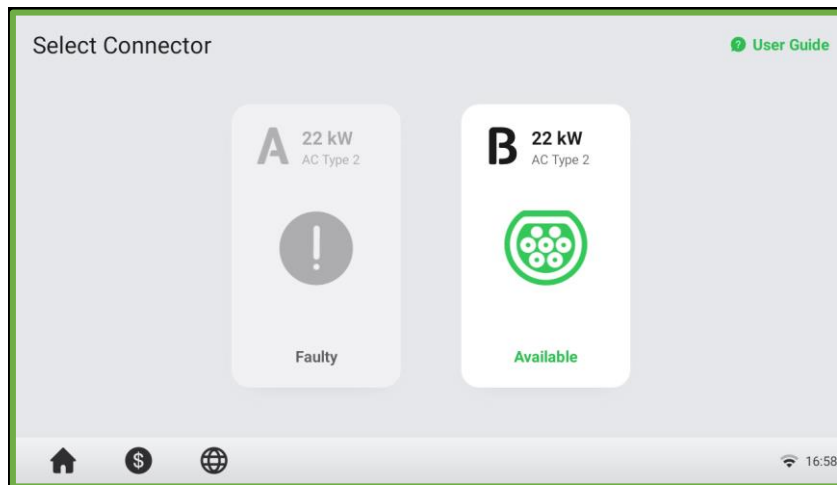 Select Connector
User Guide
A
22 kW
AC Type 2
Faulty
B
22 kW
AC Type 2
Available
16:58